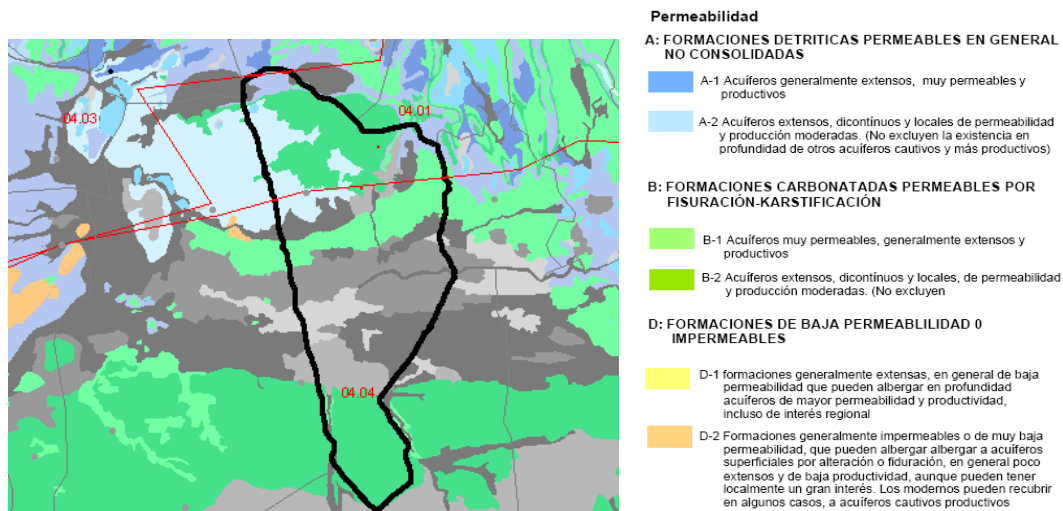 04.03
04.01
04.04
Permeabilidad
A: FORMACIONES DETRITICAS PERMEABLES EN GENERAL
NO CONSOLIDADAS
A-1 Acuíferos generalmente extensos, muy permeables y
productivos
A-2 Acuíferos extensos, dicontínuos y locales de permeabilidad
y producción moderadas. (No excluyen la existencia en
profundidad de otros acuíferos cautivos y más productivos)
B: FORMACIONES CARBONATADAS PERMEABLES POR
FISURACIÓN-KARSTIFICACIÓN
B-1 Acuíferos muy permeables, generalmente extensos y
productivos
B-2 Acuíferos extensos, dicontínuos y locales, de permeabilidad
y producción moderadas. (No excluyen
D: FORMACIONES DE BAJA PERMEABLILIDAD 0
IMPERMEABLES
D-1 formaciones generalmente extensas, en general de baja
permeabilidad que pueden albergar en profundidad
acuíferos de mayor permeabilidad y productividad,
incluso de interés regional
D-2 Formaciones generalmente impermeables o de muy baja
permeabilidad, que pueden albergar albergar a acuíferos
superficiales por alteración o fiduración, en general poco
extensos y de baja productividad, aunque pueden tener
localmente un gran interés. Los modernos pueden recubrir
en algunos casos, a acuíferos cautivos productivos